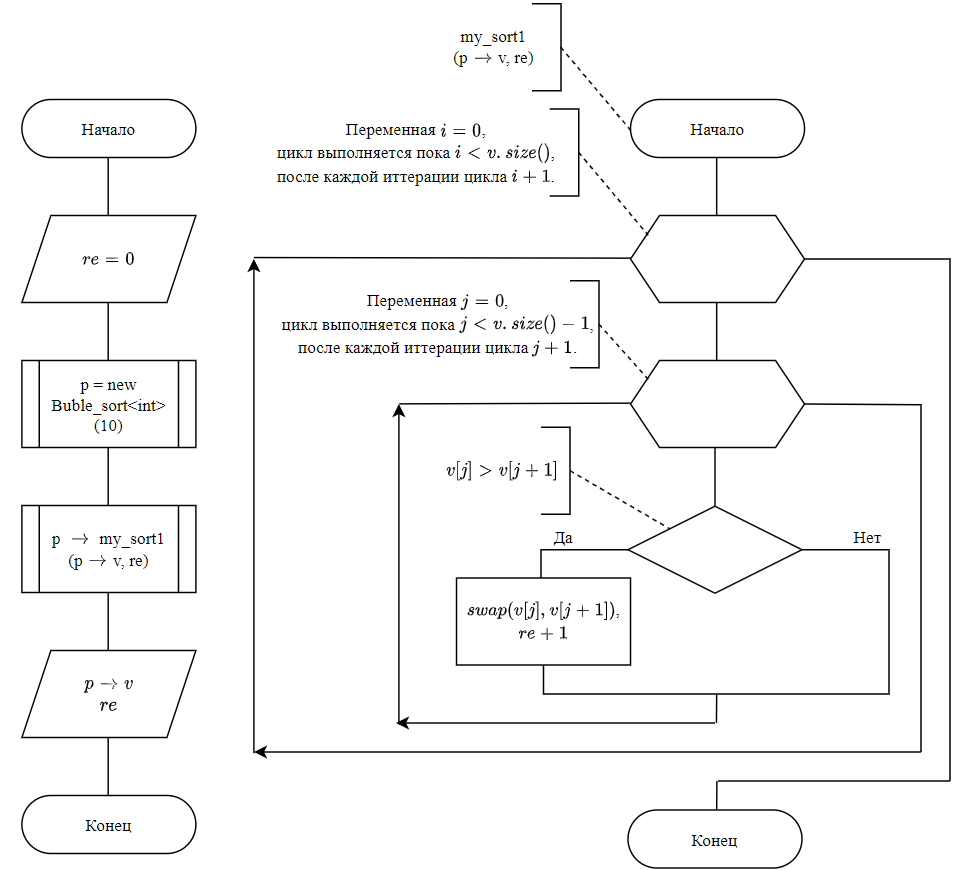 Начало
re = 0
p = new
Buble_sort<int>
(10)
p → my_sort1
(p → v, re)
p → v
re
Конец
my_sort1
(p → v, re)
Начало
Переменная i = 0,
цикл выполняется пока i < v. size(),
после каждой иттерации цикла i + 1.
Переменная j = 0,
цикл выполняется пока j < v. size() − 1,
после каждой иттерации цикла j + 1.
v[j] > v[j + 1]
Да
Нет
swap(v[j], v[j + 1]),
re + 1
Конец